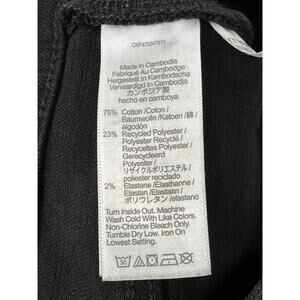 Made in Cambodia
Fabriqué Au Cambodge
Hergestellt in Kambodscha
Vervaardigd in Cambodja
カンボジア製
hecho en camboya.
75% Cotton /Coton /
Baumwolle /Katoen / 綿 /
algodón
23% Recycled Polyester /
Polyester Recyclé /
Recyceltes Polyester /
Gerecycleerd
Polyester /
リサイクルポリエステル /
poliester reciclado
2% Elastane /Élasthanne /
Elastan / Elastaan /
ポリウレタン /elastano
Turn Inside Out. Machine
Wash Cold With Like Colors.
Non-Chlorine Bleach Only.
Tumble Dry Low. Iron On
Lowest Setting.
30